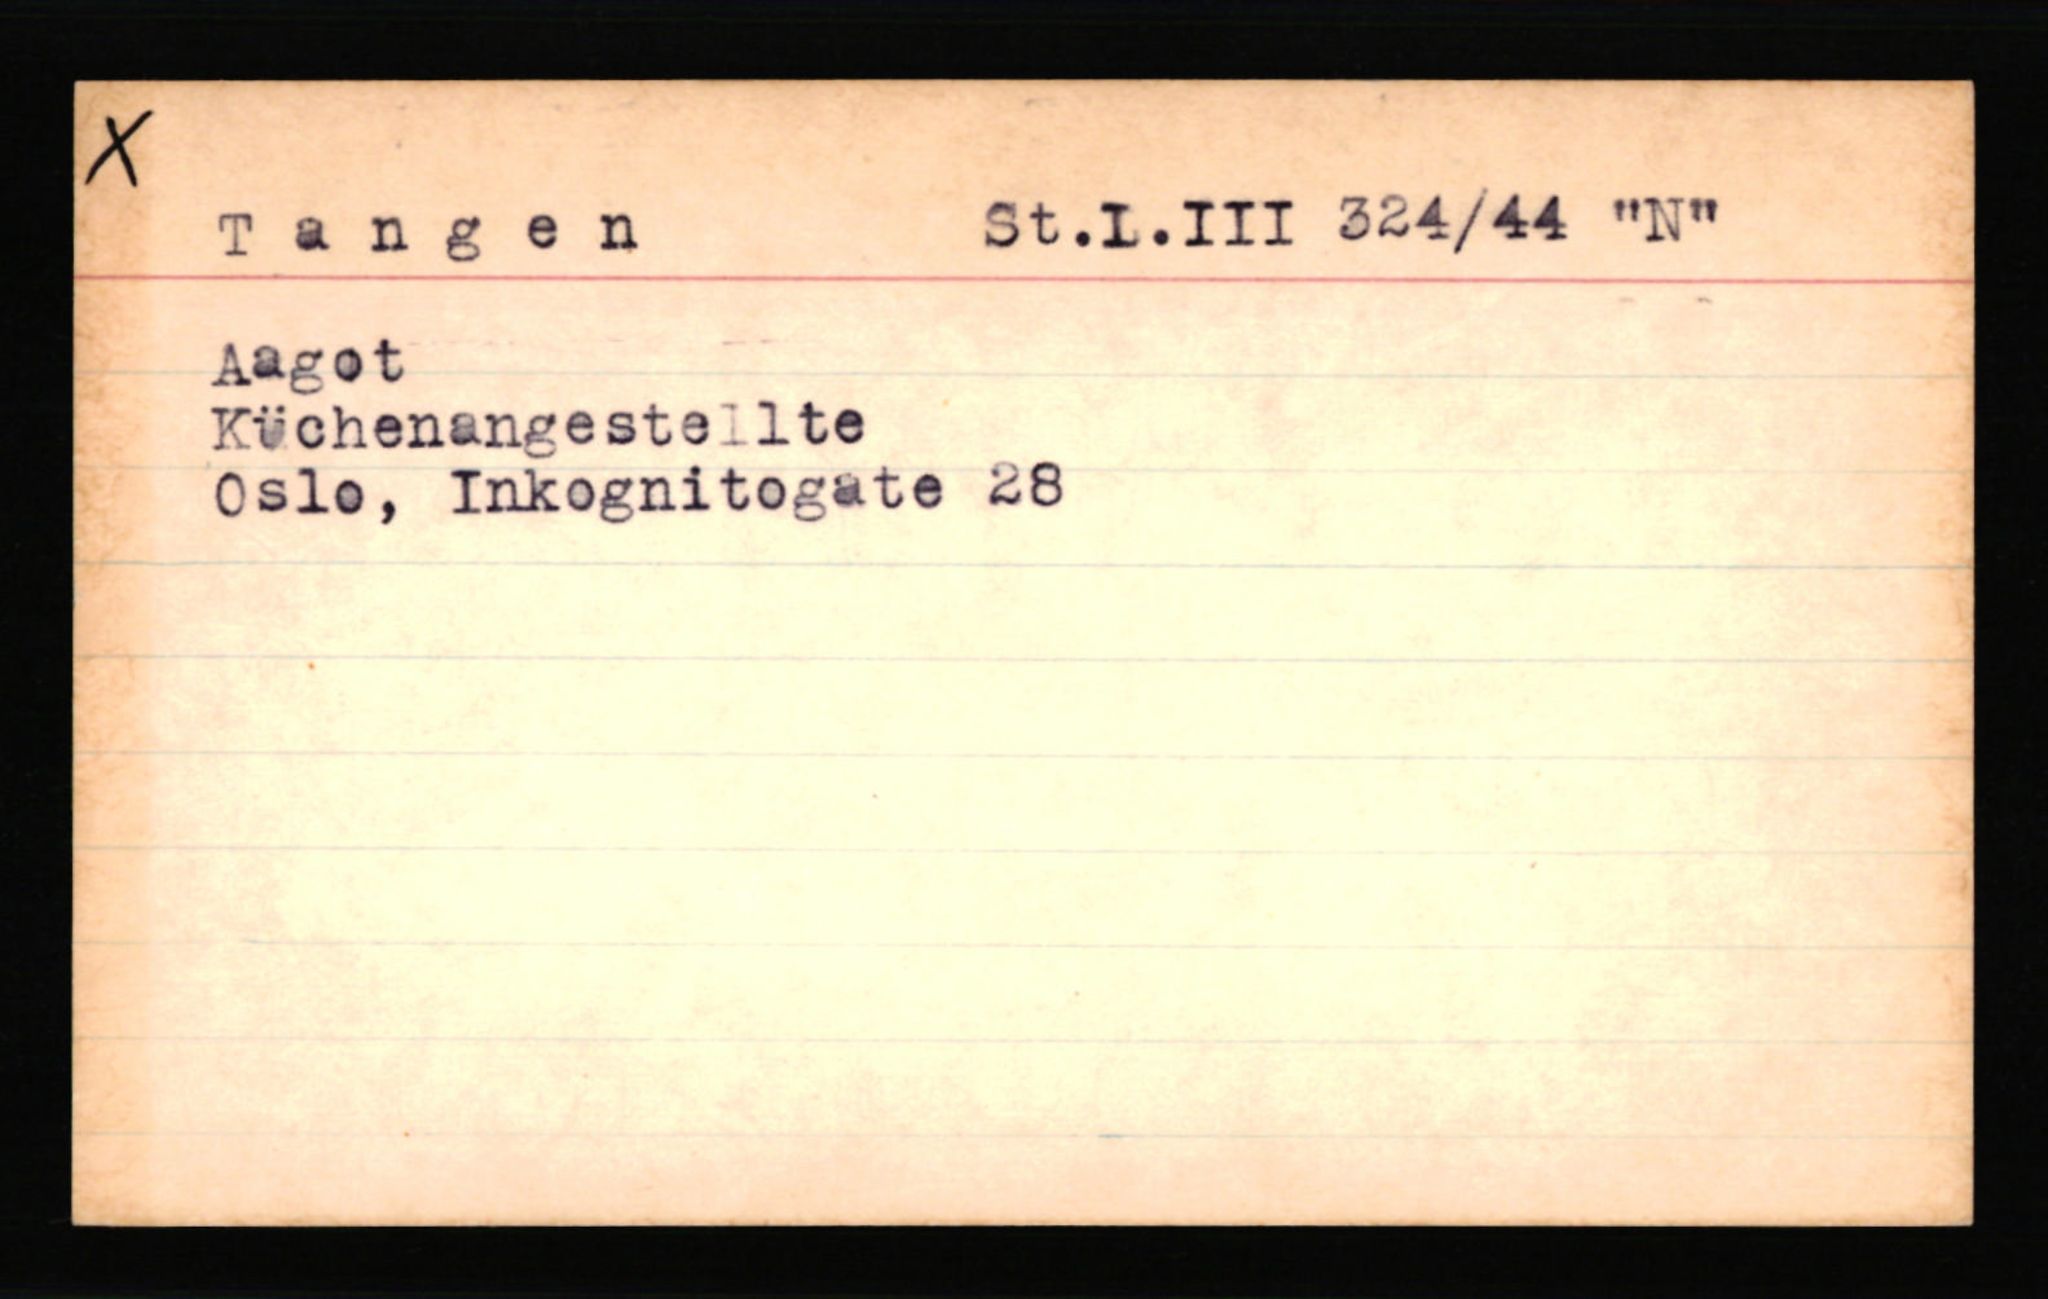 X
T a n g e n St.L.III 324/44 "N"
Aagot
Küchenangestellte
Oslo, Inkognitogate 28